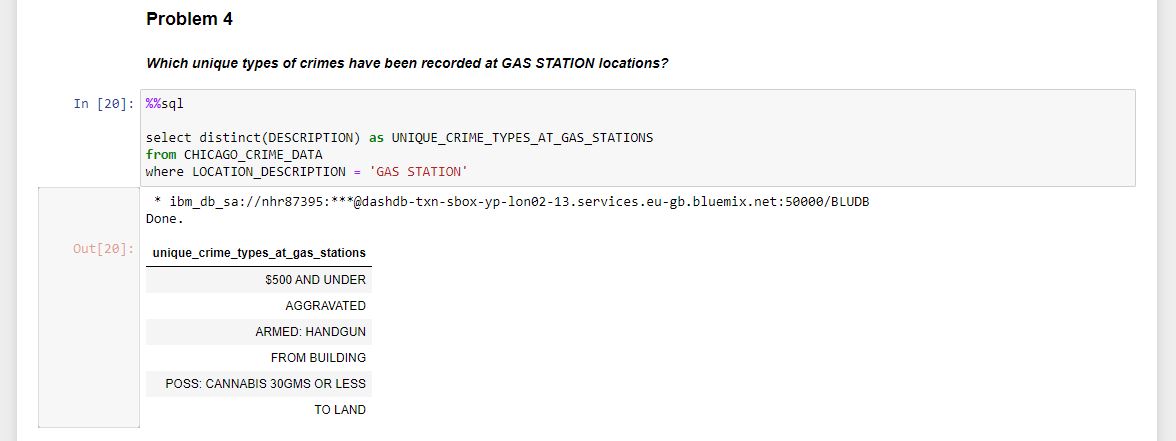 Problem 4
Which unique types of crimes have been recorded at GAS STATION locations?
In [20]: %%sql
select distinct(DESCRIPTION) as UNIQUE_CRIME_TYPES_AT_GAS_STATIONS
from CHICAGO_CRIME_DATA
where LOCATION_DESCRIPTION = 'GAS STATION'
* ibm_db_sa://nhr87395:***@dashdb-txn-sbox-yp-lon02-13.services.eu-gb.bluemix.net:50000/BLUDB
Done.
Out[20]: unique_crime_types_at_gas_stations
$500 AND UNDER
AGGRAVATED
ARMED: HANDGUN
FROM BUILDING
POSS: CANNABIS 30GMS OR LESS
TO LAND